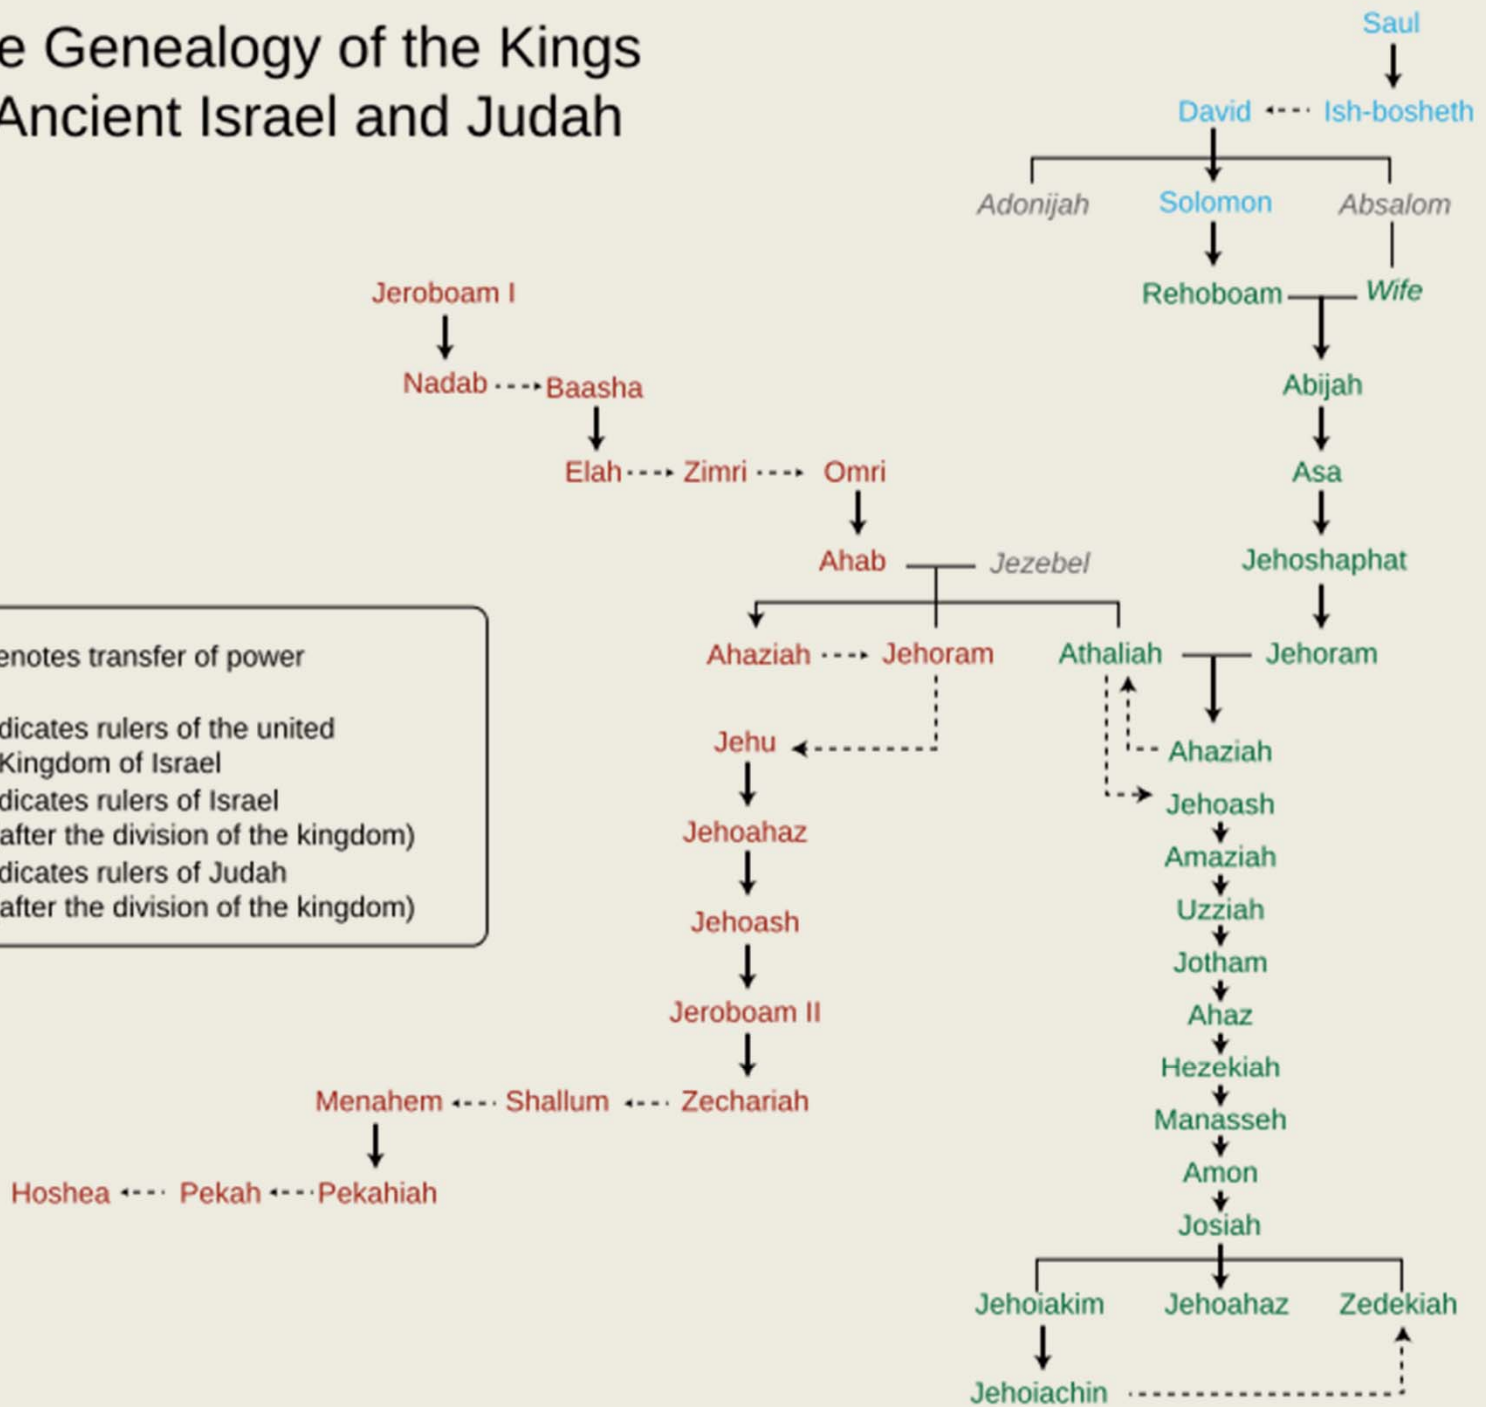 e Genealogy of the Kings
Ancient Israel and Judah
Saul
David Ish-bosheth
Adonijah Solomon Absalom
Jeroboam I Rehoboam Wife
Nadab Baasha Abijah
Elah Zimri Omri Asa
Ahab Jezebel Jehoshaphat
Ahaziah Jehoram Athaliah Jehoram
enotes transfer of power
dicates rulers of the united
Kingdom of Israel
dicates rulers of Israel
after the division of the kingdom)
dicates rulers of Judah
after the division of the kingdom)
Jehu Ahaziah
Jehoash
Jehoahaz Amaziah
Jehoash Uzziah
Jotham
Jeroboam II Ahaz
Hezekiah
Menahem Shallum Zechariah Manasseh
Amon
Hoshea Pekah Pekahiah
Josiah
Jehoiakim Jehoahaz Zedekiah
Jehoiachin